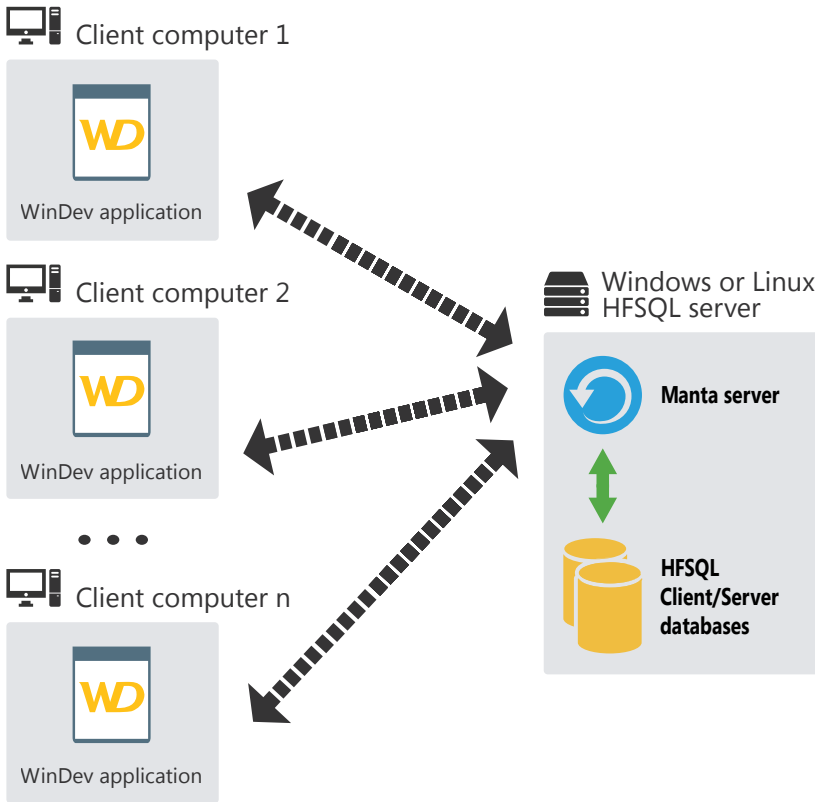 Client computer 1
WD
WinDev application
Client computer 2
WD
WinDev application
Client computer n
WD
WinDev application
Windows or Linux
HFSQL server
Manta server
HFSQL
Client/Server
databases